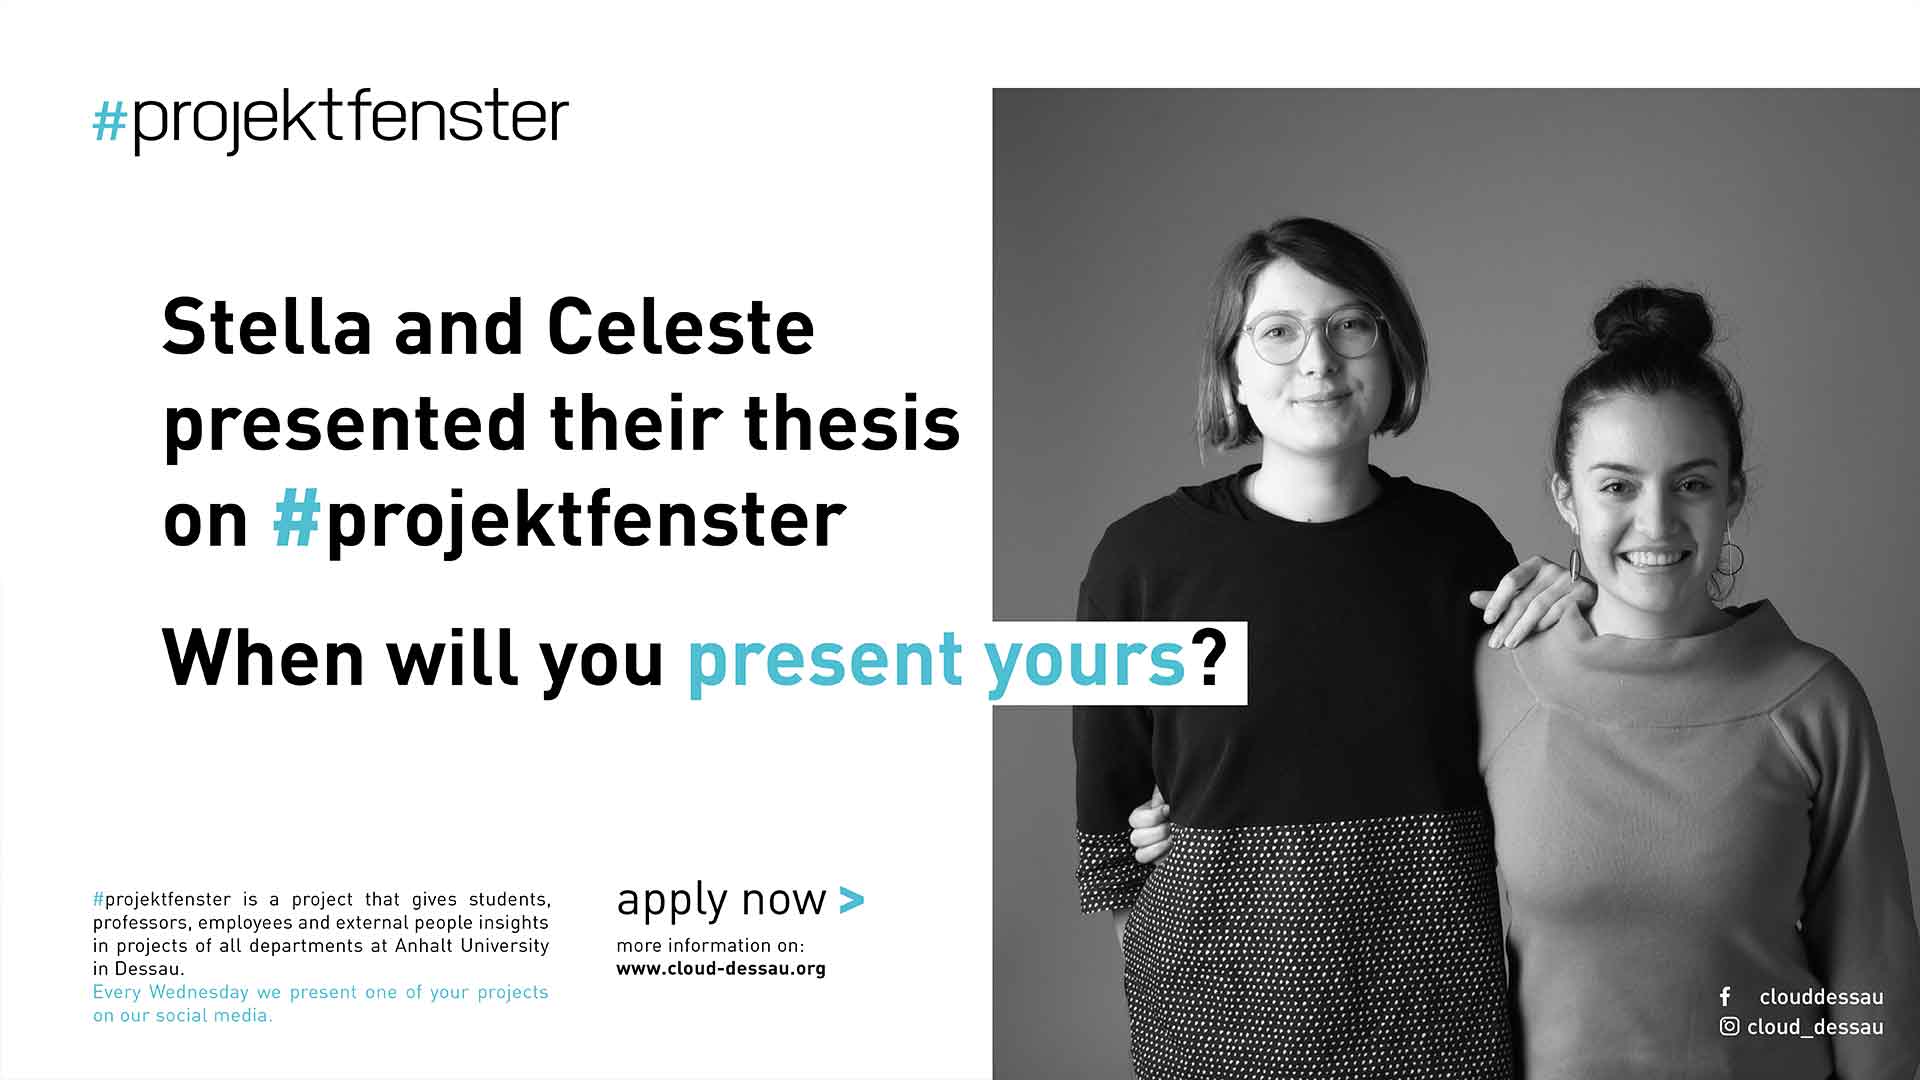 #projektfenster
Stella and Celeste
presented their thesis
on #projektfenster
When will you present yours?
#projektfenster is a project that gives students,
professors, employees and external people insights
in projects of all departments at Anhalt University
in Dessau.
Every Wednesday we present one of your projects
on our social media.
apply now >
more information on:
www.cloud-dessau.org
clouddessau
cloud_dessau